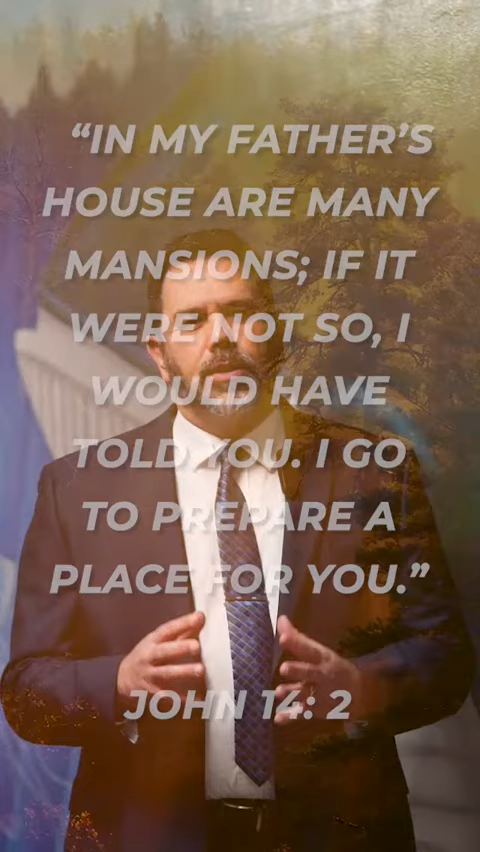 “IN MY FATHER’S
HOUSE ARE MANY
MANSIONS; IF IT
WERE NOT SO, I
WOULD HAVE
TOLD YOU. I GO
TO PREPARE A
PLACE FOR YOU.”
JOHN 14: 2